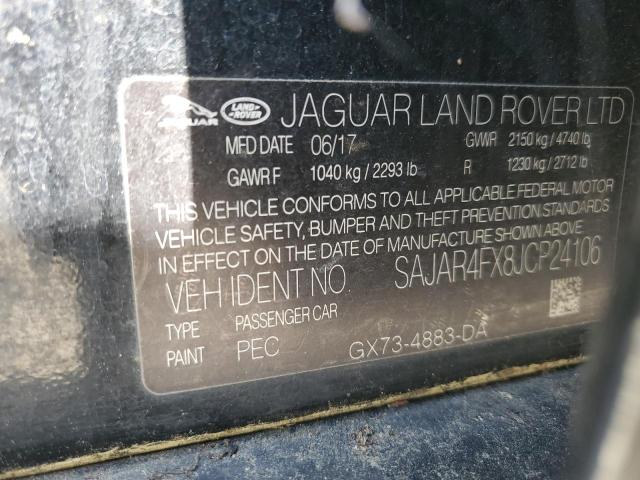 JAGUAR LAND ROVER JAGUAR LAND ROVER LTD
MFD DATE 06/17 GVWR 2150 kg / 4740 lb
GAWR F 1040 kg / 2293 lb R 1230 kg / 2712 lb
THIS VEHICLE CONFORMS TO ALL APPLICABLE FEDERAL MOTOR
VEHICLE SAFETY, BUMPER AND THEFT PREVENTION STANDARDS
IN EFFECT ON THE DATE OF MANUFACTURE SHOWN ABOVE.
VEH IDENT NO. SAJAR4FX8JCP24106
TYPE PASSENGER CAR
PAINT PEC GX73-4883-DA